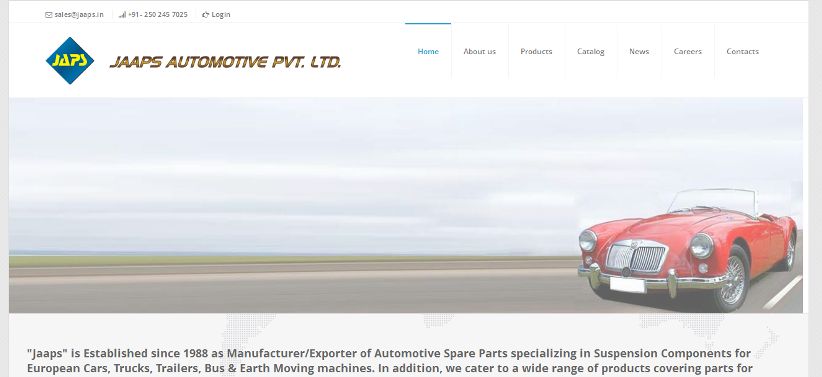 sales@jaaps.in +91- 250 245 7025 Login
JAPS JAAPS AUTOMOTIVE PVT. LTD.
Home About us Products Catalog News Careers Contacts
"Jaaps" is Established since 1988 as Manufacturer/Exporter of Automotive Spare Parts specializing in Suspension Components for
European Cars, Trucks, Trailers, Bus & Earth Moving machines. In addition, we cater to a wide range of products covering parts for